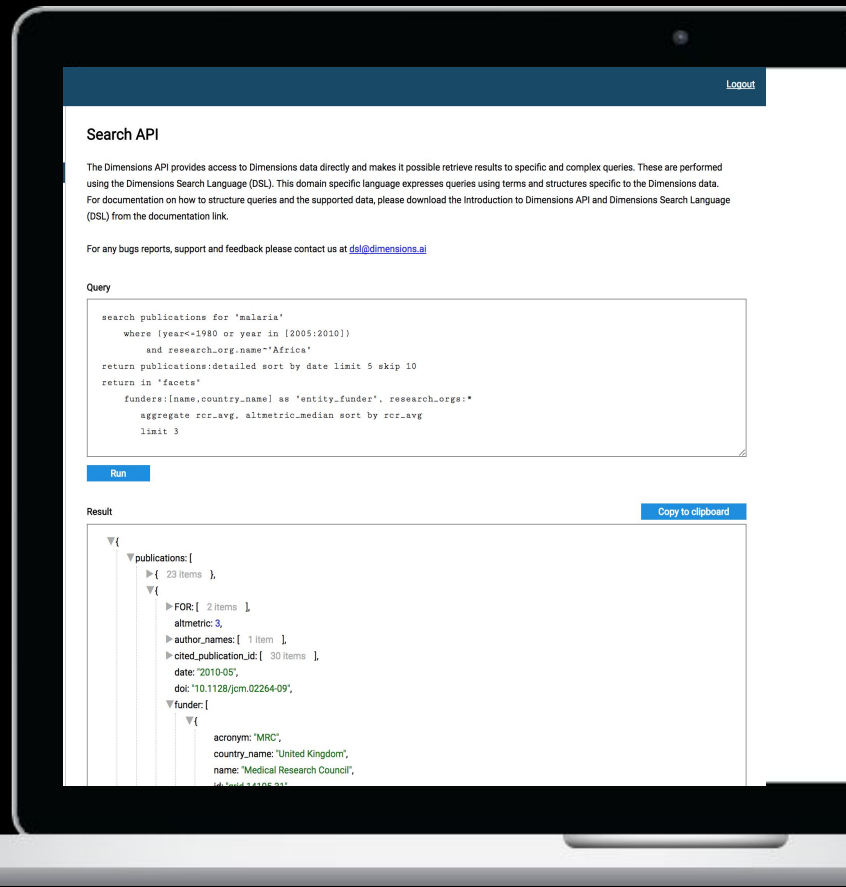 Logout
Search API
The Dimensions API provides access to Dimensions data directly and makes it possible retrieve results to specific and complex queries. These are performed
using the Dimensions Search Language (DSL). This domain specific language expresses queries using terms and structures specific to the Dimensions data.
For documentation on how to structure queries and the supported data, please download the Introduction to Dimensions API and Dimensions Search Language
(DSL) from the documentation link.
For any bugs reports, support and feedback please contact us at dsl@dimensions.ai
Query
search publications for "malaria"
where (year<=1980 or year in [2005:2010])
and research_org.name~"Africa"
return publications:detailed sort by date limit 5 skip 10
return in "facets"
funders:[name,country_name] as "entity_funder", research_orgs:*
aggregate rcr_avg, altmetric_median sort by rcr_avg
limit 3
Run
Result
Copy to clipboard
{
publications: [
{ 23 items },
{
FOR: [ 2 items ],
altmetric: 3,
author_names: [ 1 item ],
cited_publication_id: [ 30 items ],
date: "2010-05",
doi: "10.1128/jcm.02264-09",
funder: [
{
acronym: "MRC",
country_name: "United Kingdom",
name: "Medical Research Council",